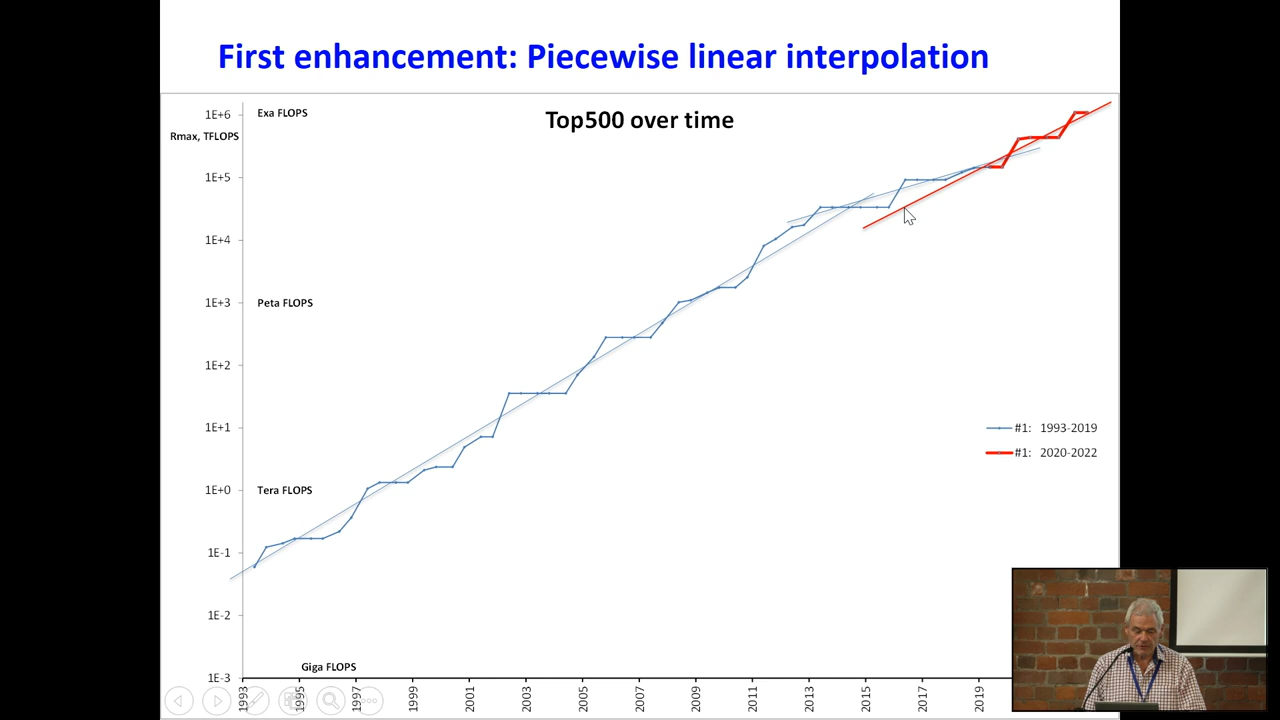 First enhancement: Piecewise linear interpolation
Top500 over time
1E+6
Exa FLOPS
Rmax, TFLOPS
1E+5
1E+4
1E+3
Peta FLOPS
1E+2
1E+1
#1: 1993-2019
#1: 2020-2022
1E+0
Tera FLOPS
1E-1
1E-2
Giga FLOPS
1E-3
1993
1995
1997
1999
2001
2003
2005
2007
2009
2011
2013
2015
2017
2019